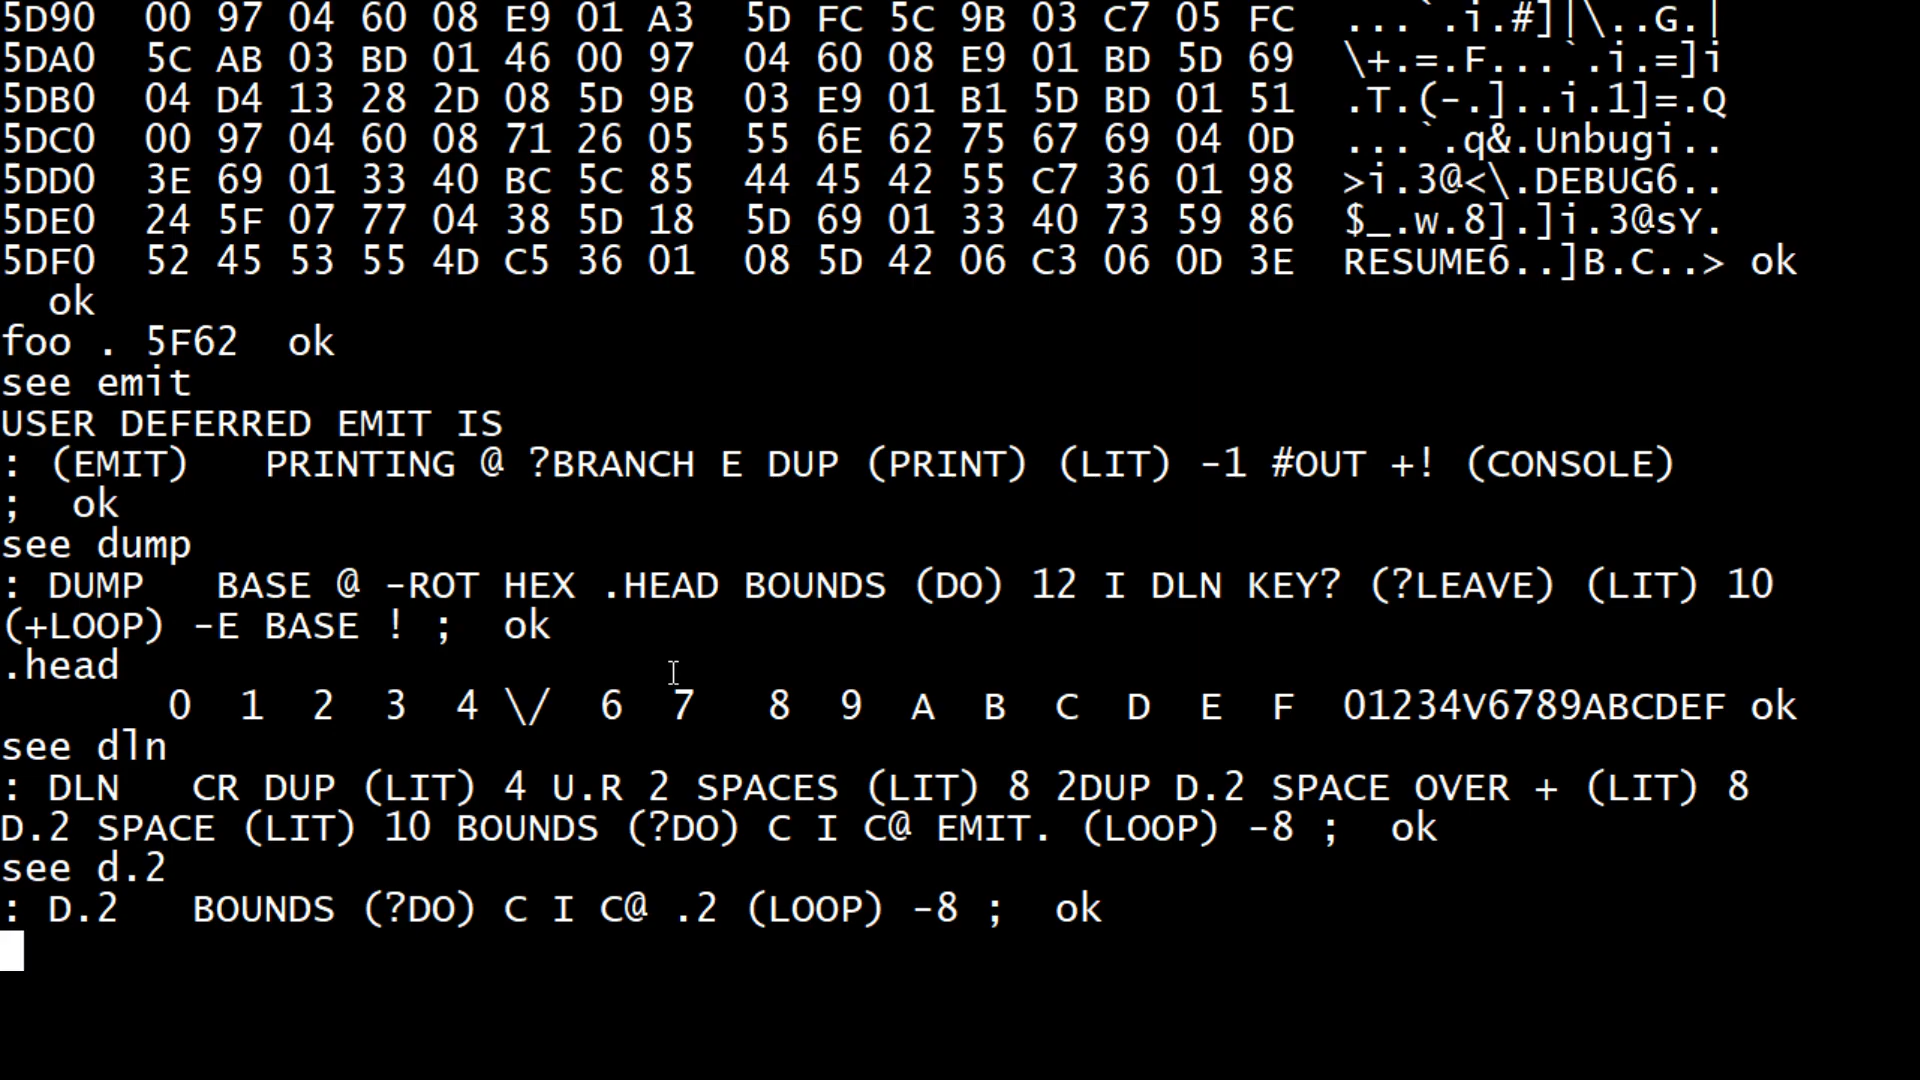 5D90  00 97 04 60 08 E9 01 A3  5D FC 5C 9B 03 C7 05 FC  ...`.i.#]|\..G.|
5DA0  5C AB 03 BD 01 46 00 97  04 60 08 E9 01 BD 5D 69  \+.=.F...`.i.=]i
5DB0  04 D4 13 28 2D 08 5D 9B  03 E9 01 B1 5D BD 01 51  .T.(-.]..i.1]=.Q
5DC0  00 97 04 60 08 71 26 05  55 6E 62 75 67 69 04 0D  ...`.q&.Unbugi..
5DD0  3E 69 01 33 40 BC 5C 85  44 45 42 55 C7 36 01 98  >i.3@<\.DEBUG6..
5DE0  24 5F 07 77 04 38 5D 18  5D 69 01 33 40 73 59 86  $_.w.8].]i.3@sY.
5DF0  52 45 53 55 4D C5 36 01  08 5D 42 06 C3 06 0D 3E  RESUME6..]B.C..> ok
  ok
foo . 5F62  ok
see emit
USER DEFERRED EMIT IS
: (EMIT)   PRINTING @ ?BRANCH E DUP (PRINT) (LIT) -1 #OUT +! (CONSOLE)
;  ok
see dump
: DUMP   BASE @ -ROT HEX .HEAD BOUNDS (DO) 12 I DLN KEY? (?LEAVE) (LIT) 10
(+LOOP) -E BASE ! ;  ok
.head
       0  1  2  3  4 \/  6  7   8  9  A  B  C  D  E  F  01234V6789ABCDEF ok
see dln
: DLN   CR DUP (LIT) 4 U.R 2 SPACES (LIT) 8 2DUP D.2 SPACE OVER + (LIT) 8
D.2 SPACE (LIT) 10 BOUNDS (?DO) C I C@ EMIT. (LOOP) -8 ;  ok
see d.2
: D.2   BOUNDS (?DO) C I C@ .2 (LOOP) -8 ;  ok